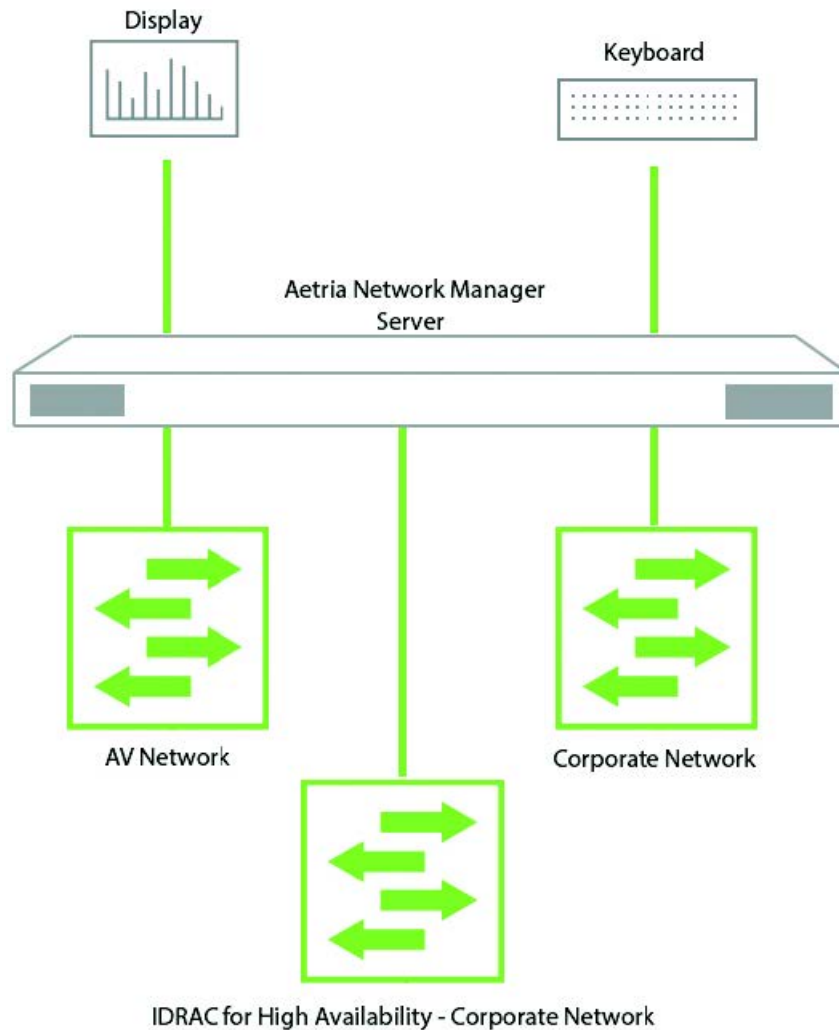 Display
Keyboard
Aetria Network Manager
Server
AV Network
Corporate Network
IDRAC for High Availability - Corporate Network